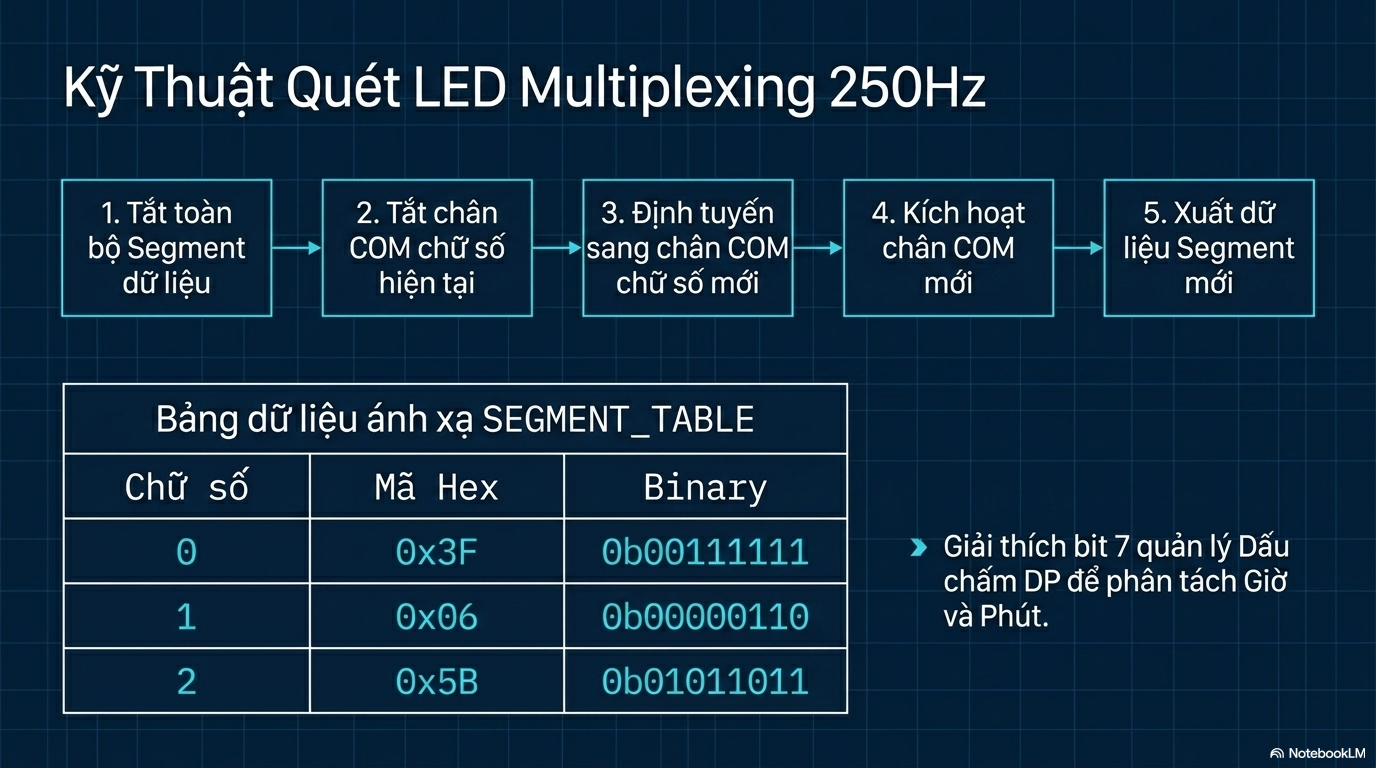 Kỹ Thuật Quét LED Multiplexing 250Hz
1. Tắt toàn
bộ Segment
dữ liệu
2. Tắt chân
COM chữ số
hiện tại
3. Định tuyến
sang chân COM
chữ số mới
4. Kích hoạt
chân COM
mới
5. Xuất dữ
liệu Segment
mới
Bảng dữ liệu ánh xạ SEGMENT_TABLE
Chữ số Mã Hex Binary
0 0x3F 0b00111111
1 0x06 0b00000110
2 0x5B 0b01011011
Giải thích bit 7 quản lý Dấu
chấm DP để phân tách Giờ
và Phút.
NotebookLM